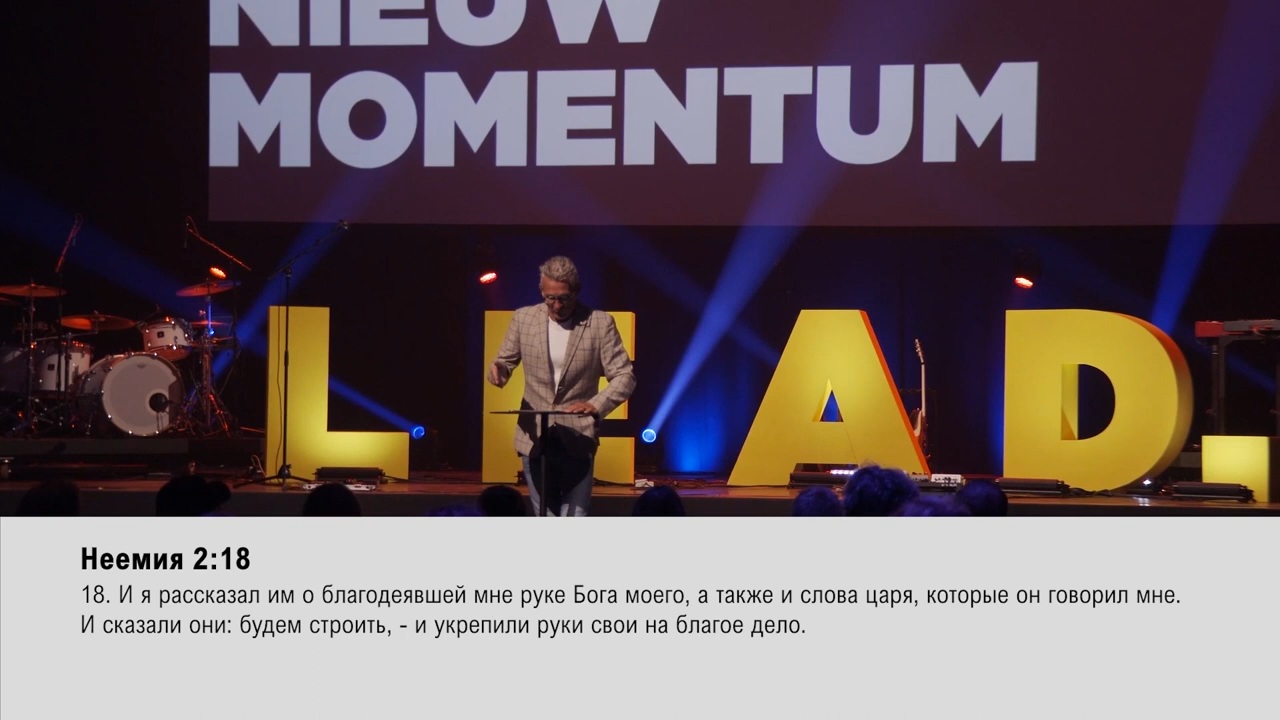 NIEUW
MOMENTUM
LEAD.
Неемия 2:18
18. И я рассказал им о благодеявшей мне руке Бога моего, а также и слова царя, которые он говорил мне.
И сказали они: будем строить, - и укрепили руки свои на благое дело.